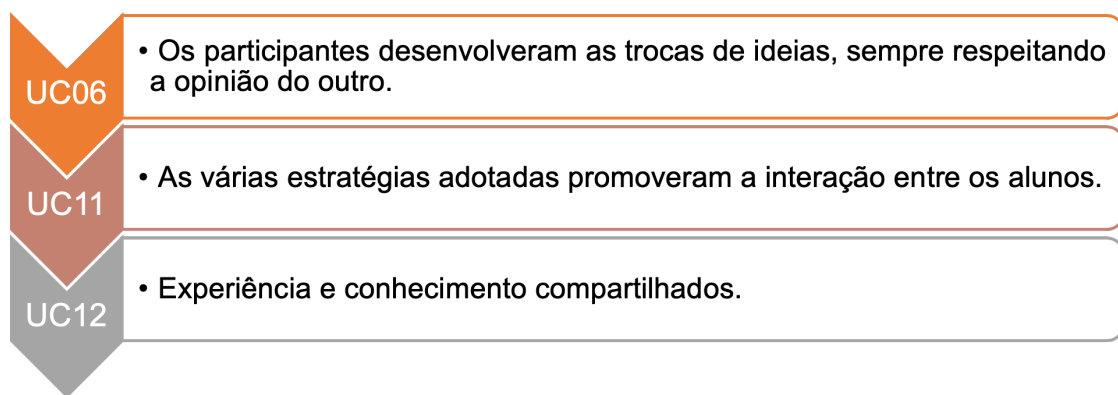 UC06
• Os participantes desenvolveram as trocas de ideias, sempre respeitando
a opinião do outro.
UC11
• As várias estratégias adotadas promoveram a interação entre os alunos.
UC12
• Experiência e conhecimento compartilhados.